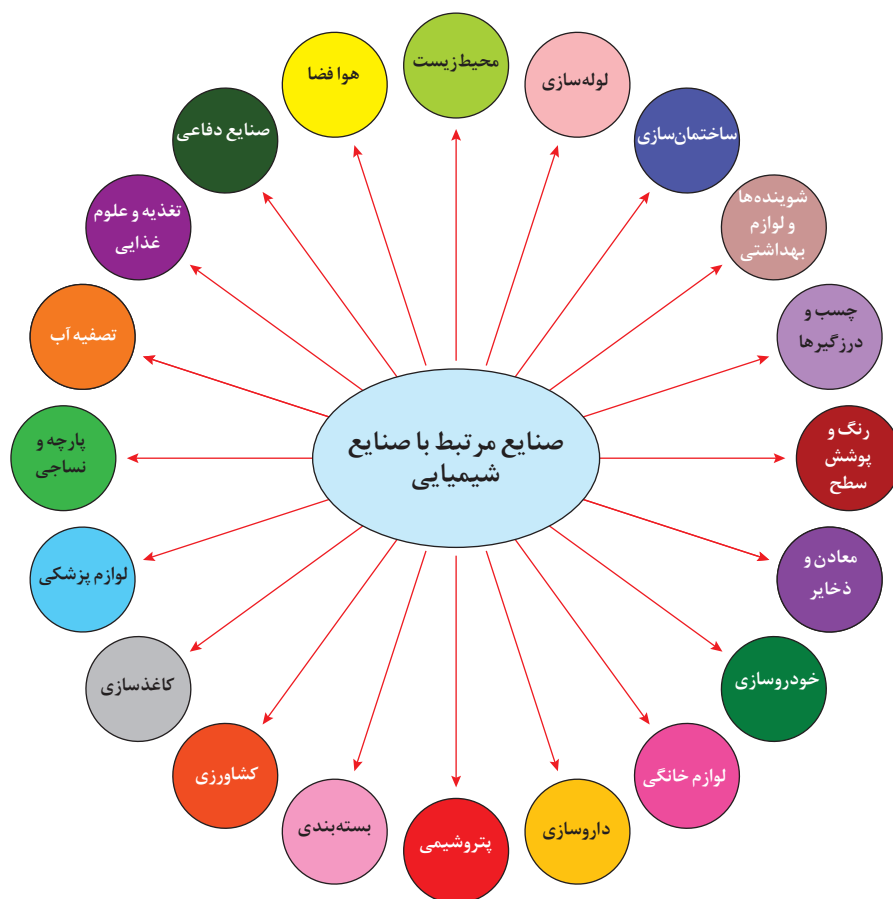 صنایع مرتبط با صنایع
شیمیایی
محیط‌زیست
لوله‌سازی
ساختمان‌سازی
شوینده‌ها
و لوازم
بهداشتی
چسب و
درزگیرها
رنگ و
پوشش
سطح
معادن و
ذخایر
خودروسازی
لوازم خانگی
داروسازی
پتروشیمی
بسته‌بندی
کشاورزی
کاغذسازی
لوازم پزشکی
پارچه و
نساجی
تصفیه آب
تغذیه و علوم
غذایی
صنایع دفاعی
هوا فضا